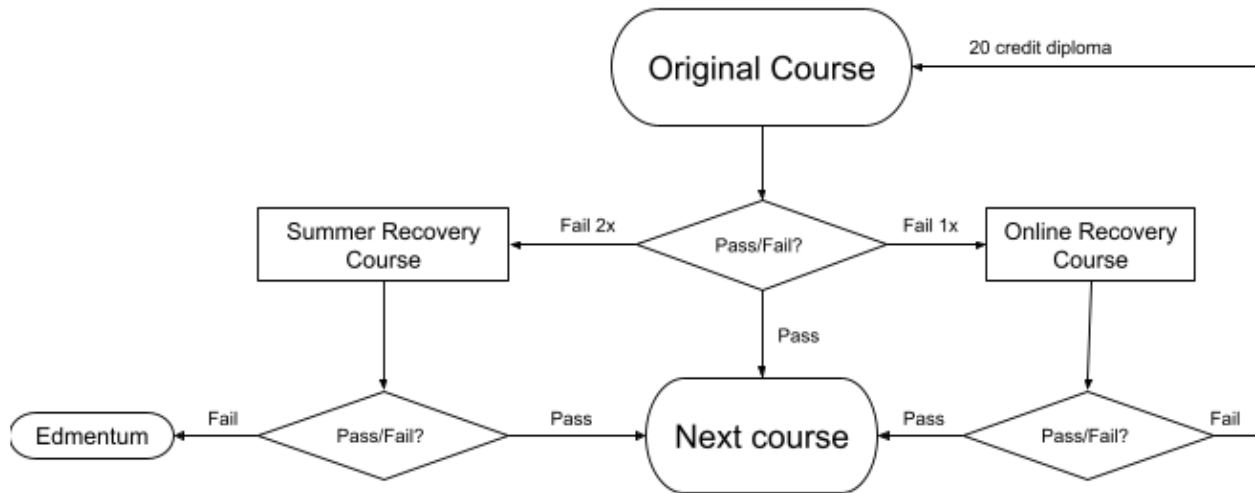 20 credit diploma
Original Course
Summer Recovery
Course
Fail 2x
Pass/Fail?
Fail 1x
Online Recovery
Course
Pass
Edmentum
Fail
Pass/Fail?
Pass
Next course
Pass
Pass/Fail?
Fail